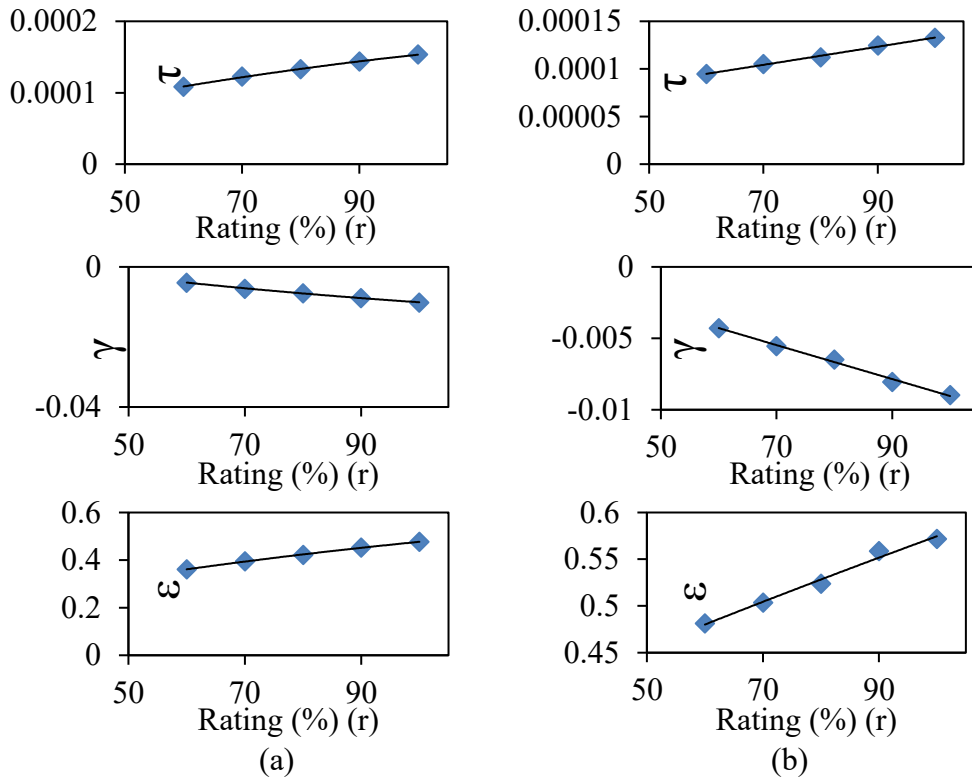 0.0002
0.0001
0
τ
50 70 90
Rating (%) (r)
0
-0.04
γ
50 70 90
Rating (%) (r)
0.6
0.4
0.2
0
ε
50 70 90
Rating (%) (r)
(a)
0.00015
0.0001
0.00005
0
τ
50 70 90
Rating (%) (r)
0
-0.005
-0.01
γ
50 70 90
Rating (%) (r)
0.6
0.55
0.5
0.45
ε
50 70 90
Rating (%) (r)
(b)